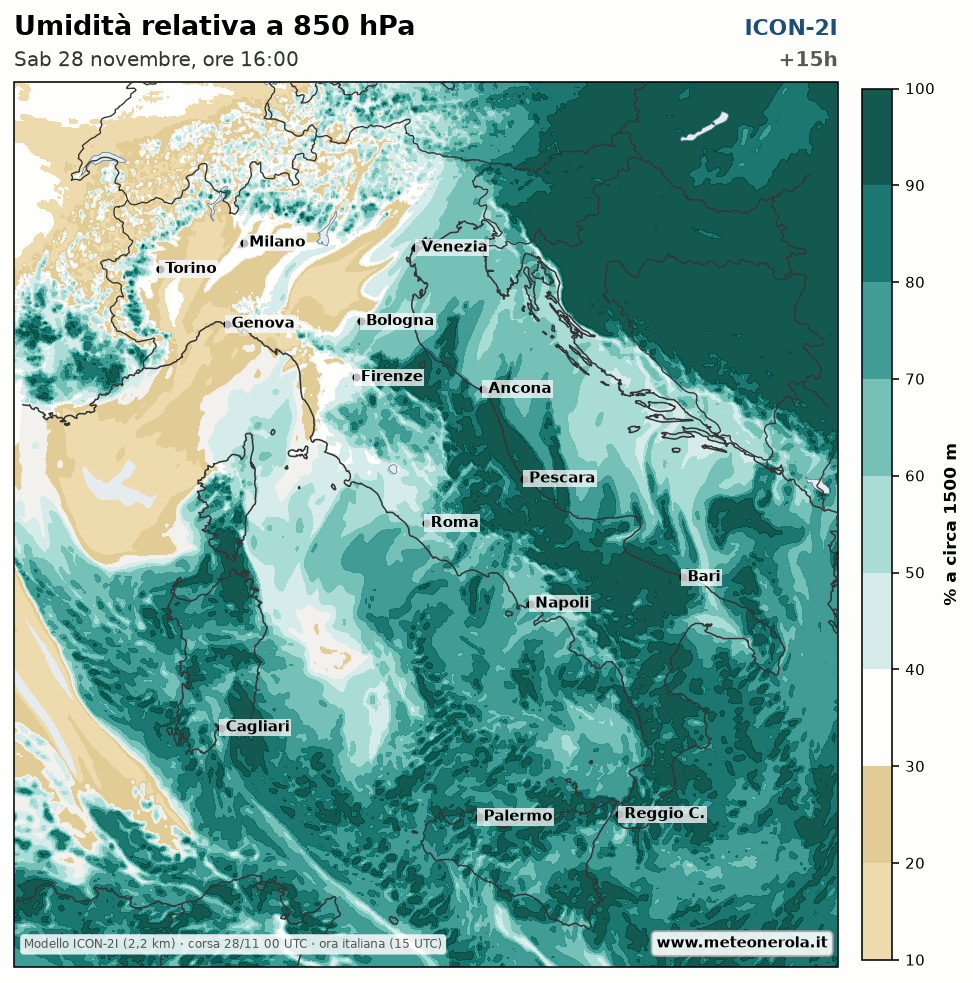 Umidità relativa a 850 hPa
ICON-2I
Sab 28 novembre, ore 16:00
+15h
Milano
Venezia
Torino
Genova
Bologna
Firenze
Ancona
Pescara
Roma
Bari
Napoli
Cagliari
Palermo
Reggio C.
Modello ICON-2I (2,2 km) · corsa 28/11 00 UTC · ora italiana (15 UTC)
www.meteonerola.it
100
90
80
70
60
50
40
30
20
10
% a circa 1500 m